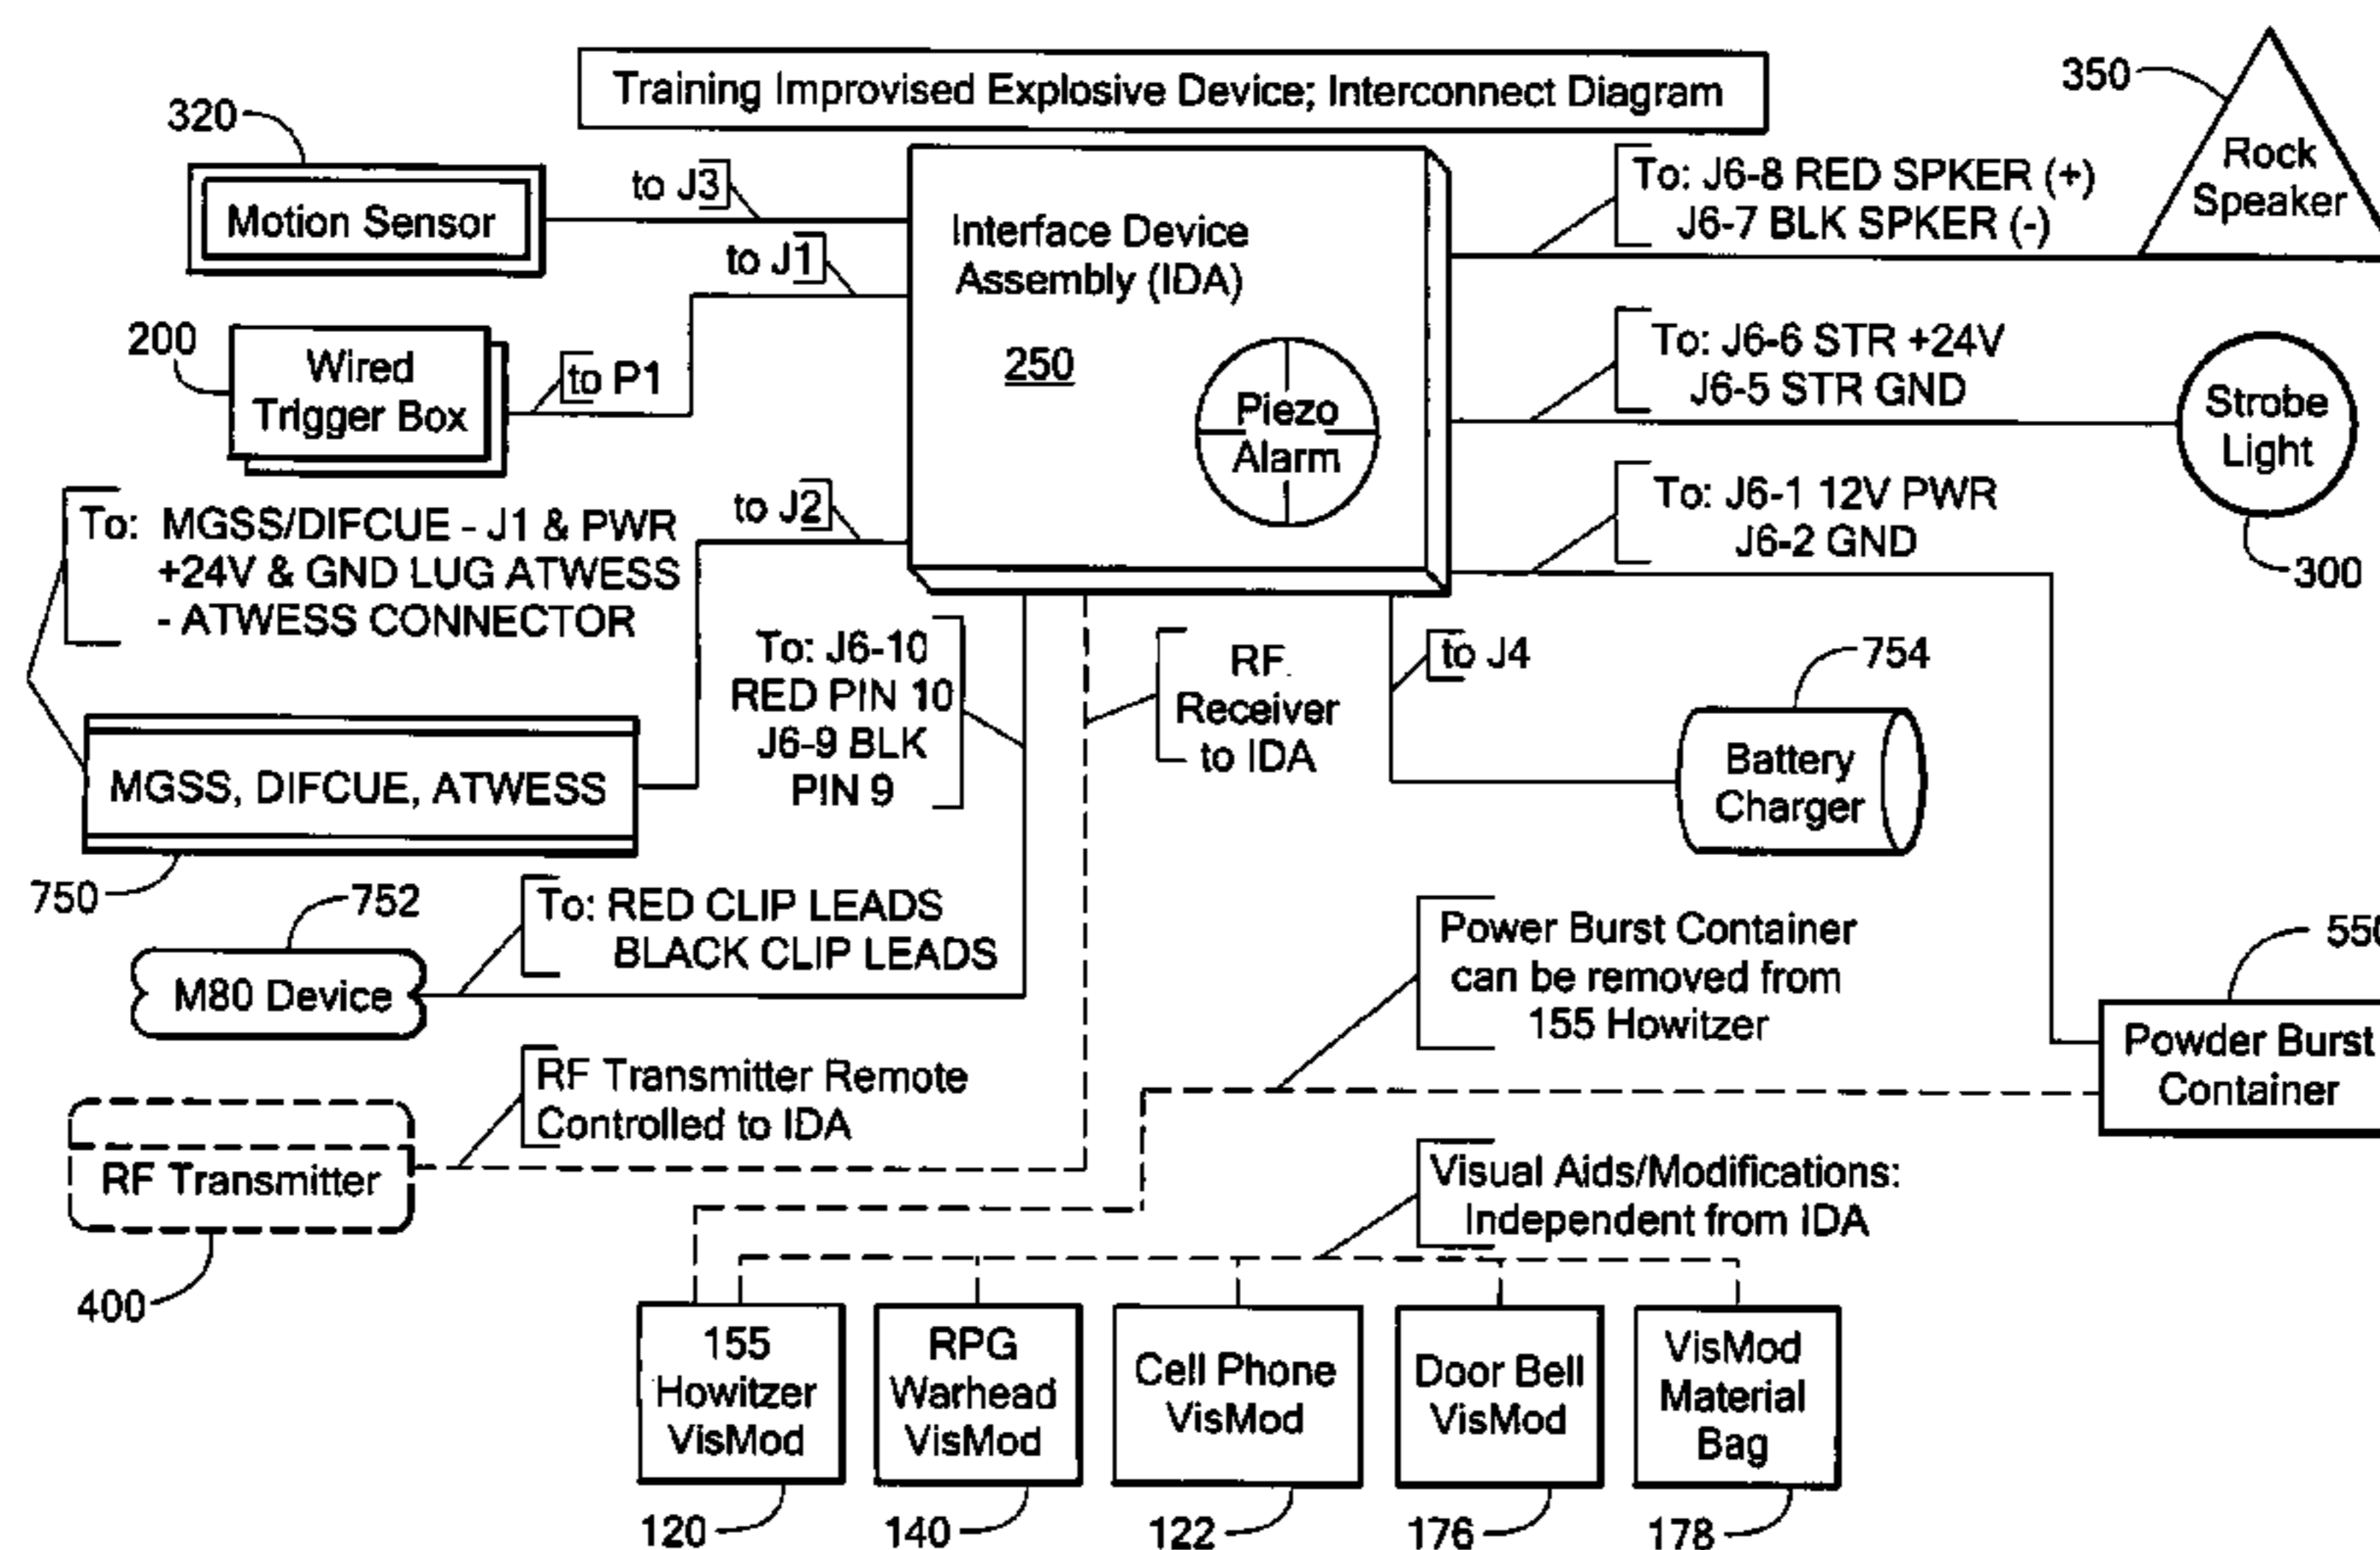 Training Improvised Explosive Device; Interconnect Diagram
320
Motion Sensor
to J3
to J1
200
Wired
Trigger Box
to P1
to J2
Interface Device
Assembly (IDA)
250
Piezo
Alarm
To: J6-8 RED SPKER (+)
J6-7 BLK SPKER (-)
350
Rock
Speaker
To: J6-6 STR +24V
J6-5 STR GND
Strobe
Light
300
To: J6-1 12V PWR
J6-2 GND
To: MGSS/DIFCUE - J1 & PWR
+24V & GND LUG ATWESS
- ATWESS CONNECTOR
MGSS, DIFCUE, ATWESS
750
To: J6-10
RED PIN 10
J6-9 BLK
PIN 9
RF
Receiver
to IDA
to J4
754
Battery
Charger
752
M80 Device
To: RED CLIP LEADS
BLACK CLIP LEADS
Power Burst Container
can be removed from
155 Howitzer
550
Powder Burst
Container
RF Transmitter Remote
Controlled to IDA
RF Transmitter
400
Visual Aids/Modifications:
Independent from IDA
155
Howitzer
VisMod
120
RPG
Warhead
VisMod
140
Cell Phone
VisMod
122
Door Bell
VisMod
176
VisMod
Material
Bag
178